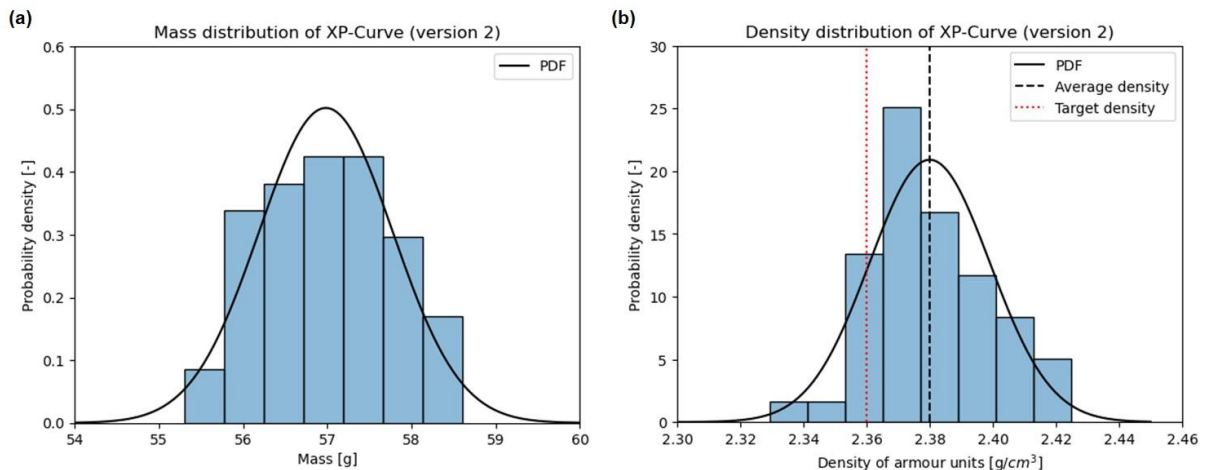 (a)
Mass distribution of XP-Curve (version 2)
0.6
0.5
0.4
0.3
0.2
0.1
0.0
Probability density [-]
PDF
54 55 56 57 58 59 60
Mass [g]
(b)
Density distribution of XP-Curve (version 2)
30
25
20
15
10
5
0
Probability density [-]
PDF
Average density
Target density
2.30 2.32 2.34 2.36 2.38 2.40 2.42 2.44 2.46
Density of armour units [g/cm³]